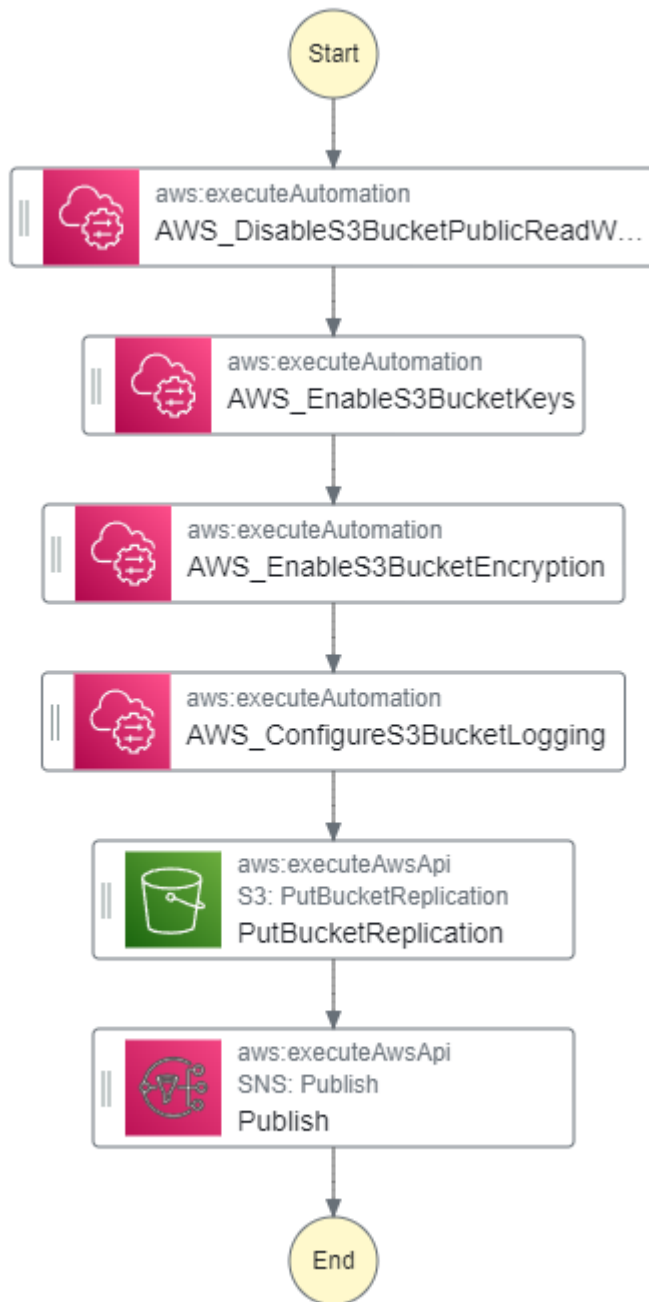 Start
aws:executeAutomation
AWS_DisableS3BucketPublicReadW...
aws:executeAutomation
AWS_EnableS3BucketKeys
aws:executeAutomation
AWS_EnableS3BucketEncryption
aws:executeAutomation
AWS_ConfigureS3BucketLogging
aws:executeAwsApi
S3: PutBucketReplication
PutBucketReplication
aws:executeAwsApi
SNS: Publish
Publish
End